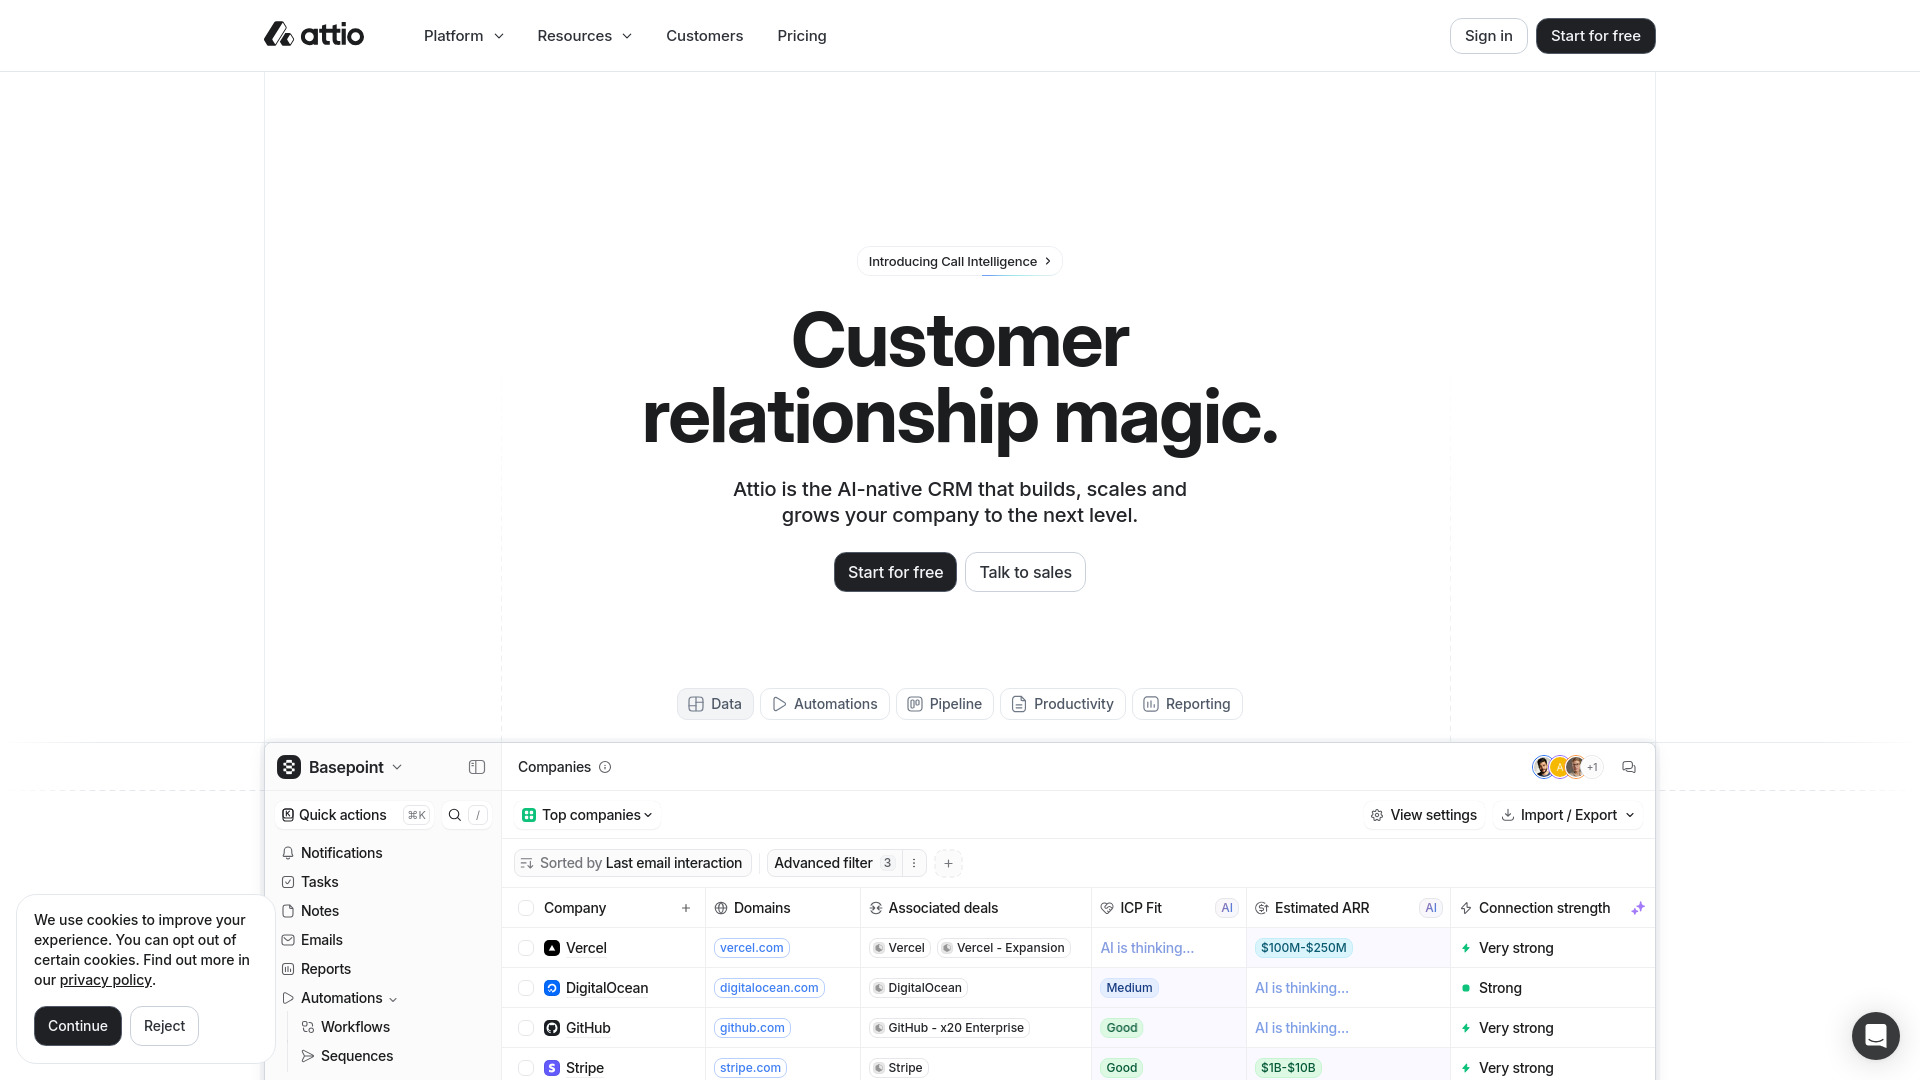 attio
Platform
Resources
Customers
Pricing
Sign in
Start for free
Introducing Call Intelligence
Customer
relationship magic.
Attio is the AI-native CRM that builds, scales and
grows your company to the next level.
Start for free
Talk to sales
Data
Automations
Pipeline
Productivity
Reporting
Basepoint
Companies
A
+1
Quick actions
⌘K
/
Top companies
View settings
Import / Export
Notifications
Tasks
Notes
Emails
Reports
Automations
Workflows
Sequences
Sorted by Last email interaction
Advanced filter 3
Company
Domains
Associated deals
ICP Fit AI
Estimated ARR AI
Connection strength
Vercel
vercel.com
Vercel
Vercel - Expansion
AI is thinking...
$100M-$250M
Very strong
DigitalOcean
digitalocean.com
DigitalOcean
Medium
AI is thinking...
Strong
GitHub
github.com
GitHub - x20 Enterprise
Good
AI is thinking...
Very strong
Stripe
stripe.com
Stripe
Good
$1B-$10B
Very strong
We use cookies to improve your
experience. You can opt out of
certain cookies. Find out more in
our privacy policy.
Continue
Reject